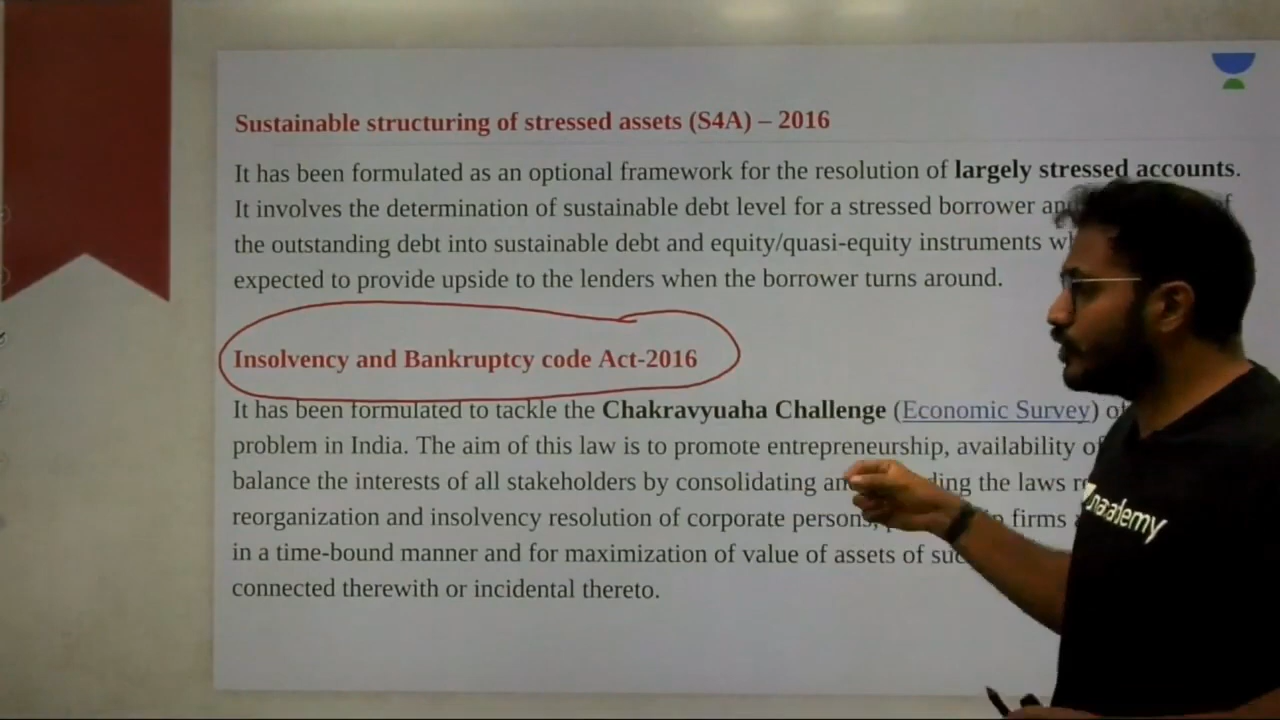 Sustainable structuring of stressed assets (S4A) – 2016
It has been formulated as an optional framework for the resolution of largely stressed accounts.
It involves the determination of sustainable debt level for a stressed borrower and of
the outstanding debt into sustainable debt and equity/quasi-equity instruments
expected to provide upside to the lenders when the borrower turns around.
Insolvency and Bankruptcy code Act-2016
It has been formulated to tackle the Chakravyuaha Challenge (Economic Survey)
problem in India. The aim of this law is to promote entrepreneurship, availability of
balance the interests of all stakeholders by consolidating the laws
reorganization and insolvency resolution of corporate persons, firms
in a time-bound manner and for maximization of value of assets of
connected therewith or incidental thereto.